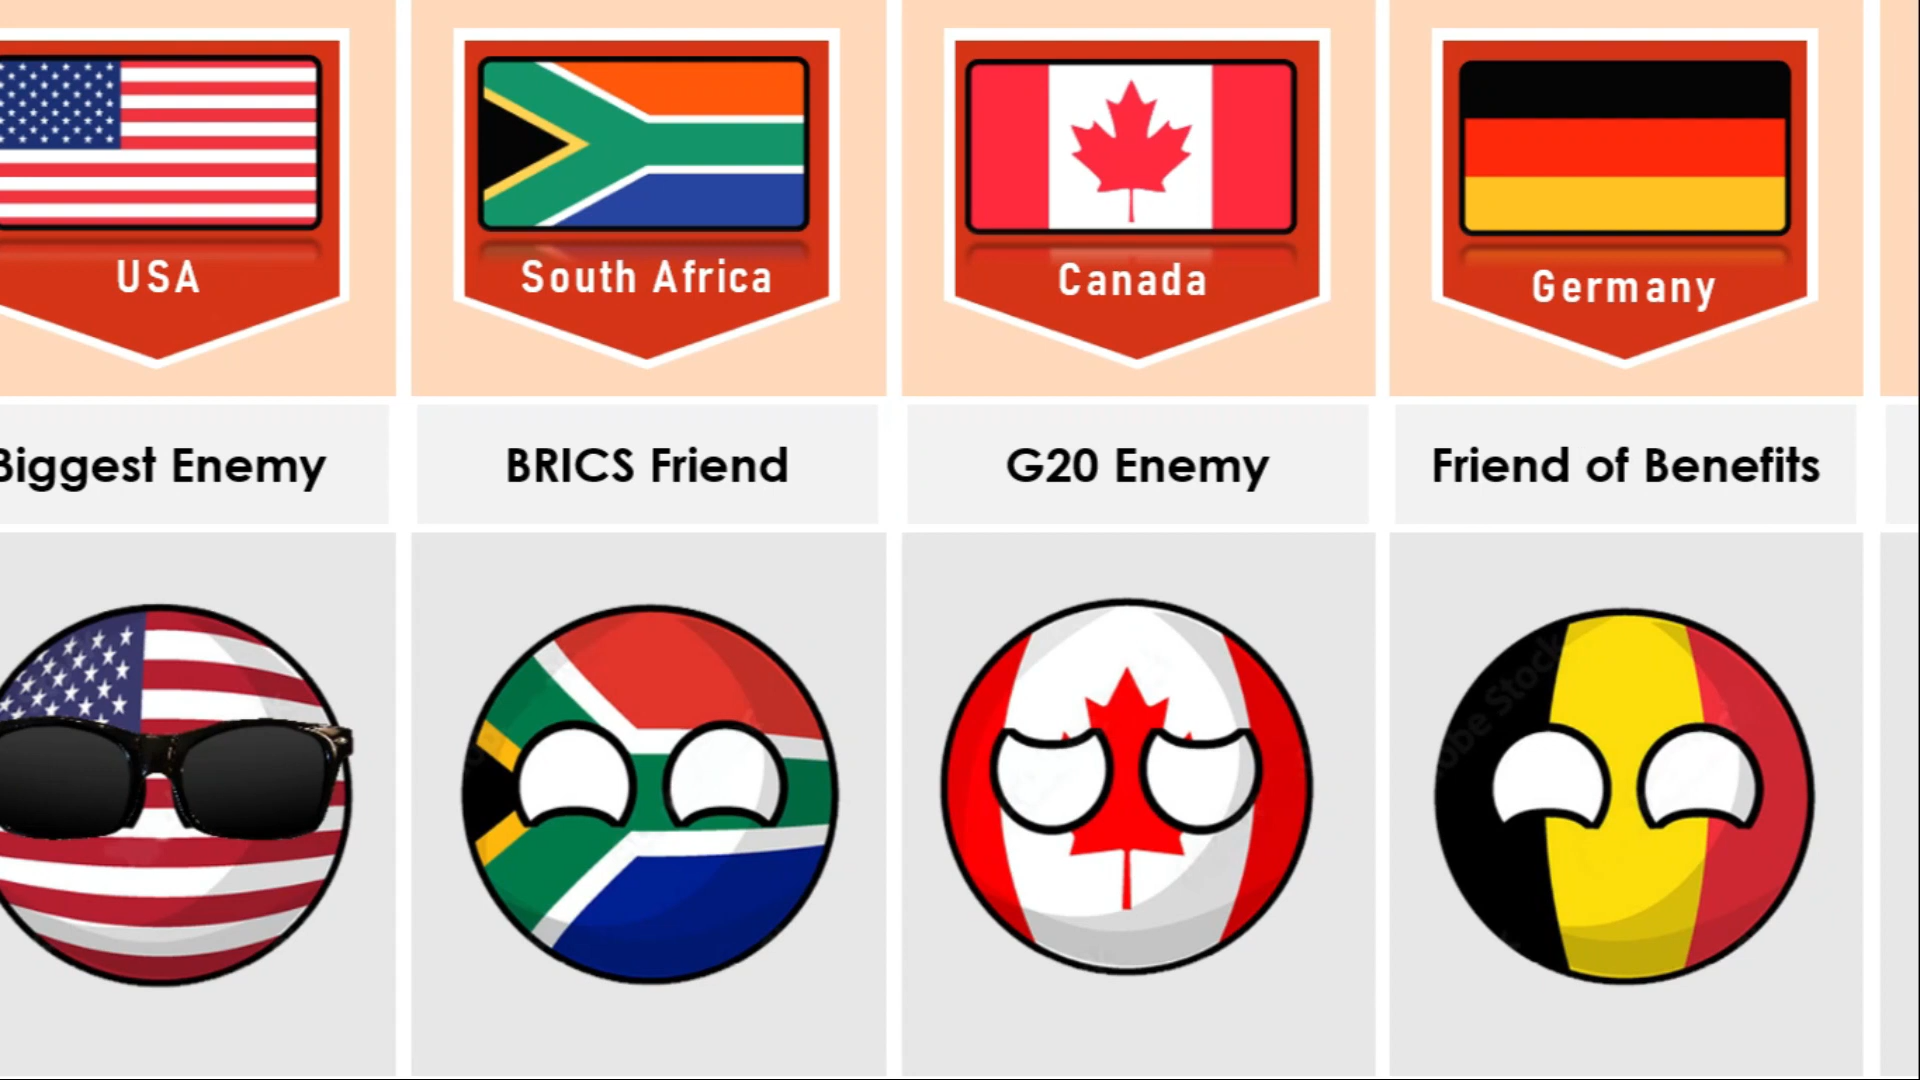 USA
South Africa
Canada
Germany
Biggest Enemy
BRICS Friend
G20 Enemy
Friend of Benefits